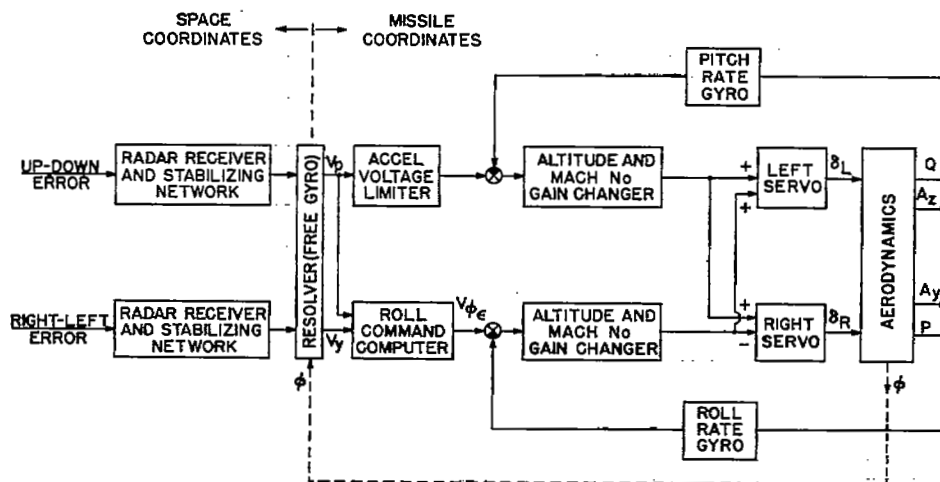 SPACE
COORDINATES
MISSILE
COORDINATES
PITCH
RATE
GYRO
UP-DOWN
ERROR
RADAR RECEIVER
AND STABILIZING
NETWORK
RESOLVER (FREE GYRO)
Vp
ACCEL
VOLTAGE
LIMITER
ALTITUDE AND
MACH No
GAIN CHANGER
+
+
LEFT
SERVO
δL
AERODYNAMICS
Q
Az
RIGHT-LEFT
ERROR
RADAR RECEIVER
AND STABILIZING
NETWORK
Vy
ROLL
COMMAND
COMPUTER
Vϕϵ
ALTITUDE AND
MACH No
GAIN CHANGER
+
-
RIGHT
SERVO
δR
Ay
P
ϕ
ϕ
ROLL
RATE
GYRO